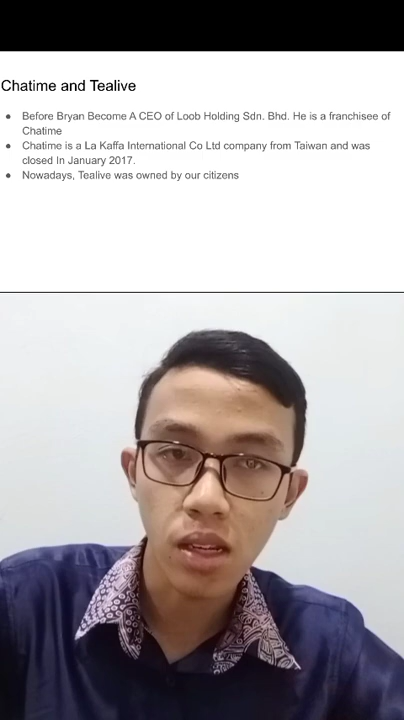 Chatime and Tealive
● Before Bryan Become A CEO of Loob Holding Sdn. Bhd. He is a franchisee of
Chatime
● Chatime is a La Kaffa International Co Ltd company from Taiwan and was
closed In January 2017.
● Nowadays, Tealive was owned by our citizens